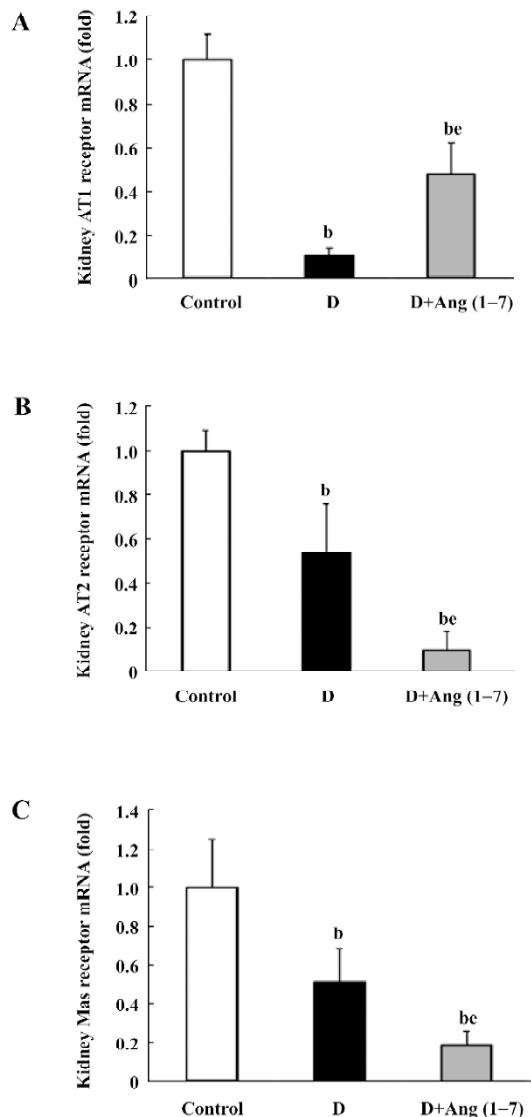 A
Kidney AT1 receptor mRNA (fold)
1.2
1.0
0.8
0.6
0.4
0.2
0
b
be
Control
D
D+Ang (1–7)
B
Kidney AT2 receptor mRNA (fold)
1.2
1.0
0.8
0.6
0.4
0.2
0
b
be
Control
D
D+Ang (1–7)
C
Kidney Mas receptor mRNA (fold)
1.4
1.2
1.0
0.8
0.6
0.4
0.2
0
b
be
Control
D
D+Ang (1–7)